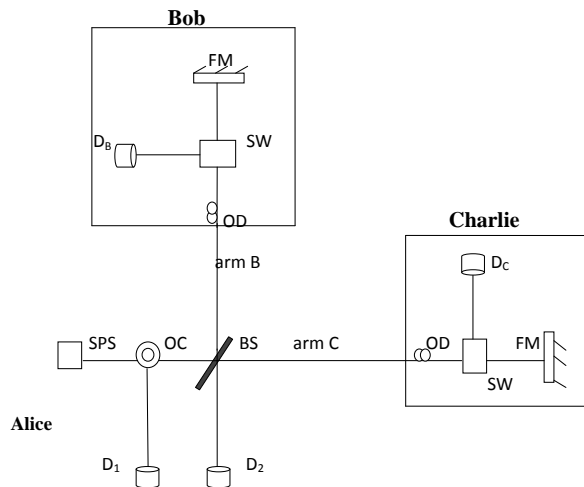 Bob
FM
D_B
SW
OD
arm B
Charlie
D_C
SPS
OC
BS
arm C
OD
FM
SW
Alice
D_1
D_2